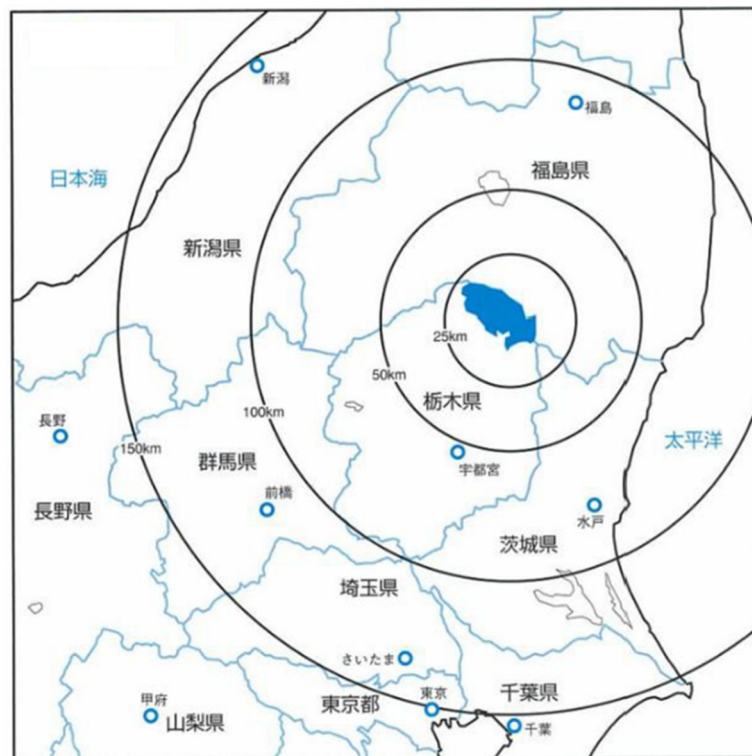 新潟
福島
福島県
日本海
新潟県
25km
50km
栃木県
100km
長野
150km
群馬県
太平洋
宇都宮
前橋
水戸
長野県
茨城県
埼玉県
さいたま
東京
千葉県
東京都
甲府
山梨県
千葉